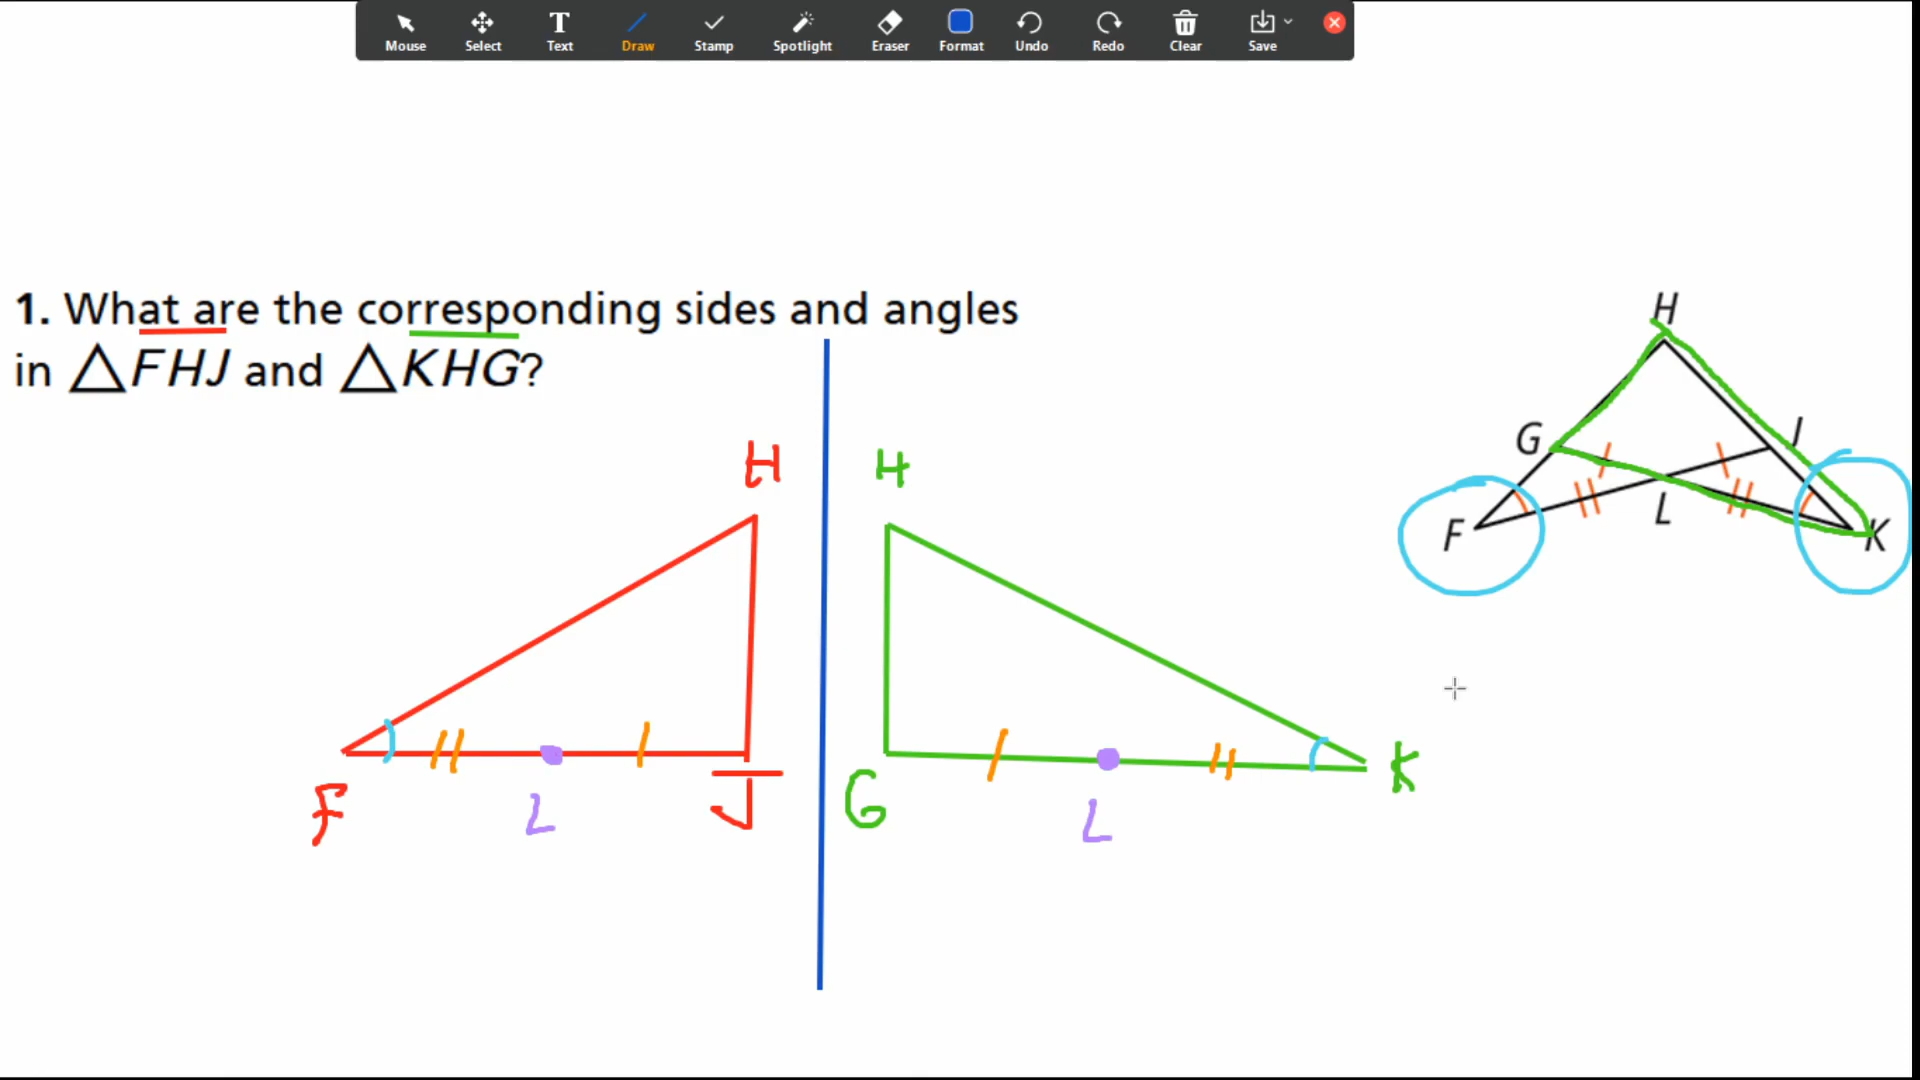 Mouse Select Text Draw Stamp Spotlight Eraser Format Undo Redo Clear Save
1. What are the corresponding sides and angles
in △FHJ and △KHG?
H
G
J
F
L
K
H
H
F
L
J
G
L
K